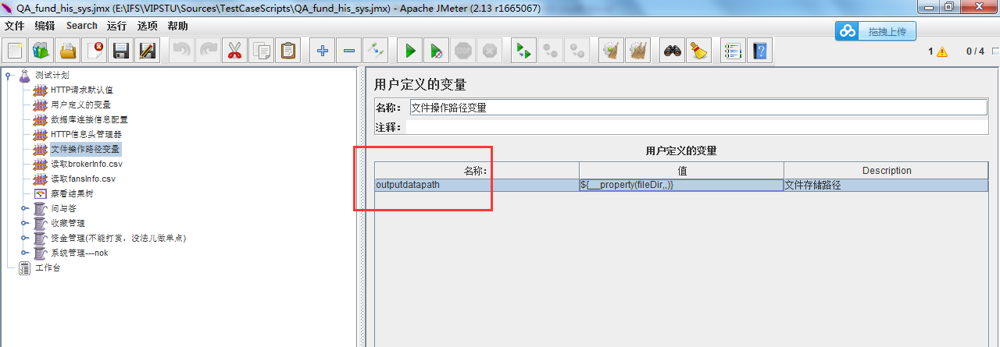 QA_fund_his_sys.jmx (E:\IFS\VIPSTU\Sources\TestCaseScripts\QA_fund_his_sys.jmx) - Apache JMeter (2.13 r1665067)
文件 编辑 Search 运行 选项 帮助
拖拽上传
STOP
1 0 / 4
测试计划
HTTP请求默认值
用户定义的变量
数据库连接信息配置
HTTP信息头管理器
文件操作路径变量
读取brokerInfo.csv
读取fansInfo.csv
察看结果树
问与答
收藏管理
资金管理(不能打赏，没法儿做单点)
系统管理---nok
工作台
用户定义的变量
名称： 文件操作路径变量
注释：
用户定义的变量
名称： 值 Description
outputdatapath ${__property(fileDir,,)} 文件存储路径